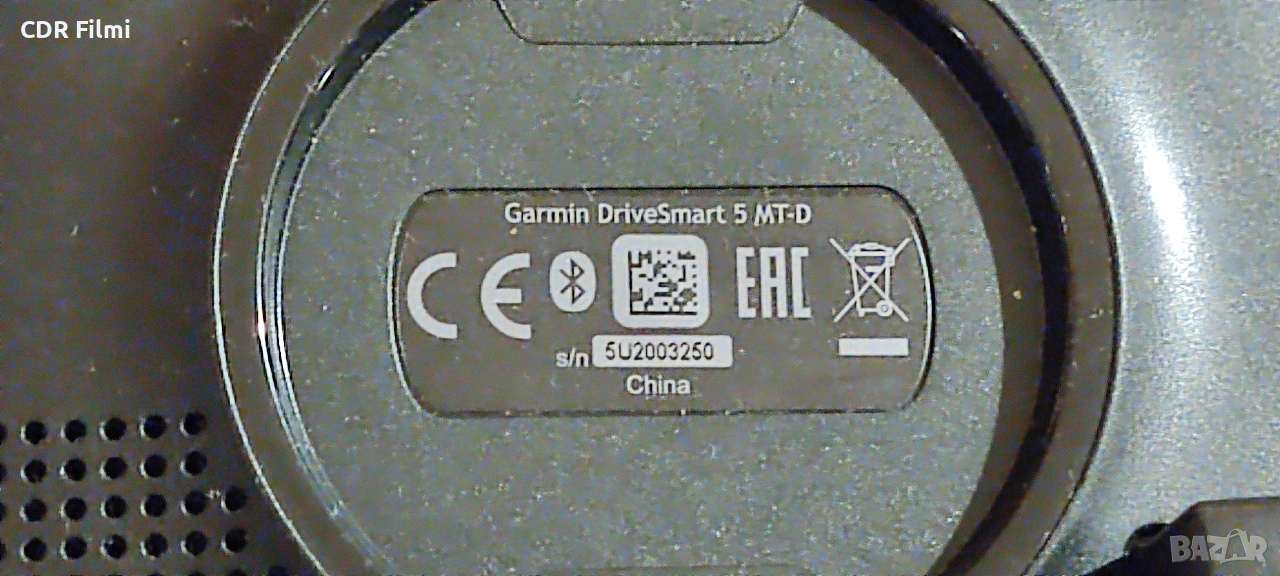 CDR Filmi
Garmin DriveSmart 5 MT-D
CE
EAC
s/n 5U2003250
China
BAZAR